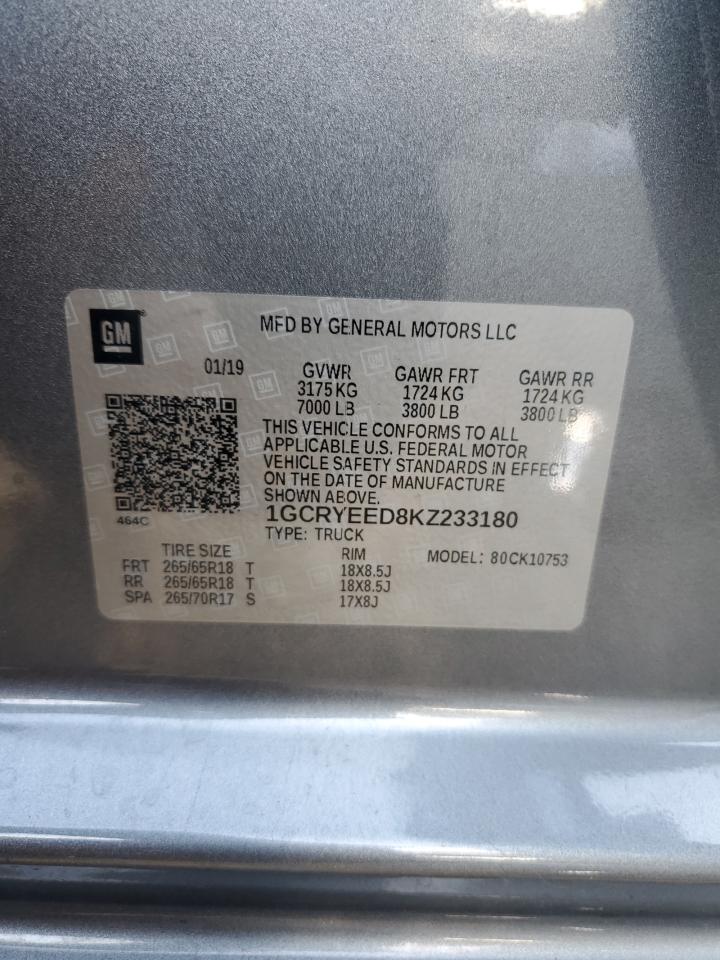 GM
MFD BY GENERAL MOTORS LLC
01/19
GVWR GAWR FRT GAWR RR
3175 KG 1724 KG 1724 KG
7000 LB 3800 LB 3800 LB
THIS VEHICLE CONFORMS TO ALL
APPLICABLE U.S. FEDERAL MOTOR
VEHICLE SAFETY STANDARDS IN EFFECT
ON THE DATE OF MANUFACTURE
SHOWN ABOVE.
464C
1GCRYEED8KZ233180
TYPE: TRUCK
TIRE SIZE RIM MODEL: 80CK10753
FRT 265/65R18 T 18X8.5J
RR 265/65R18 T 18X8.5J
SPA 265/70R17 S 17X8J